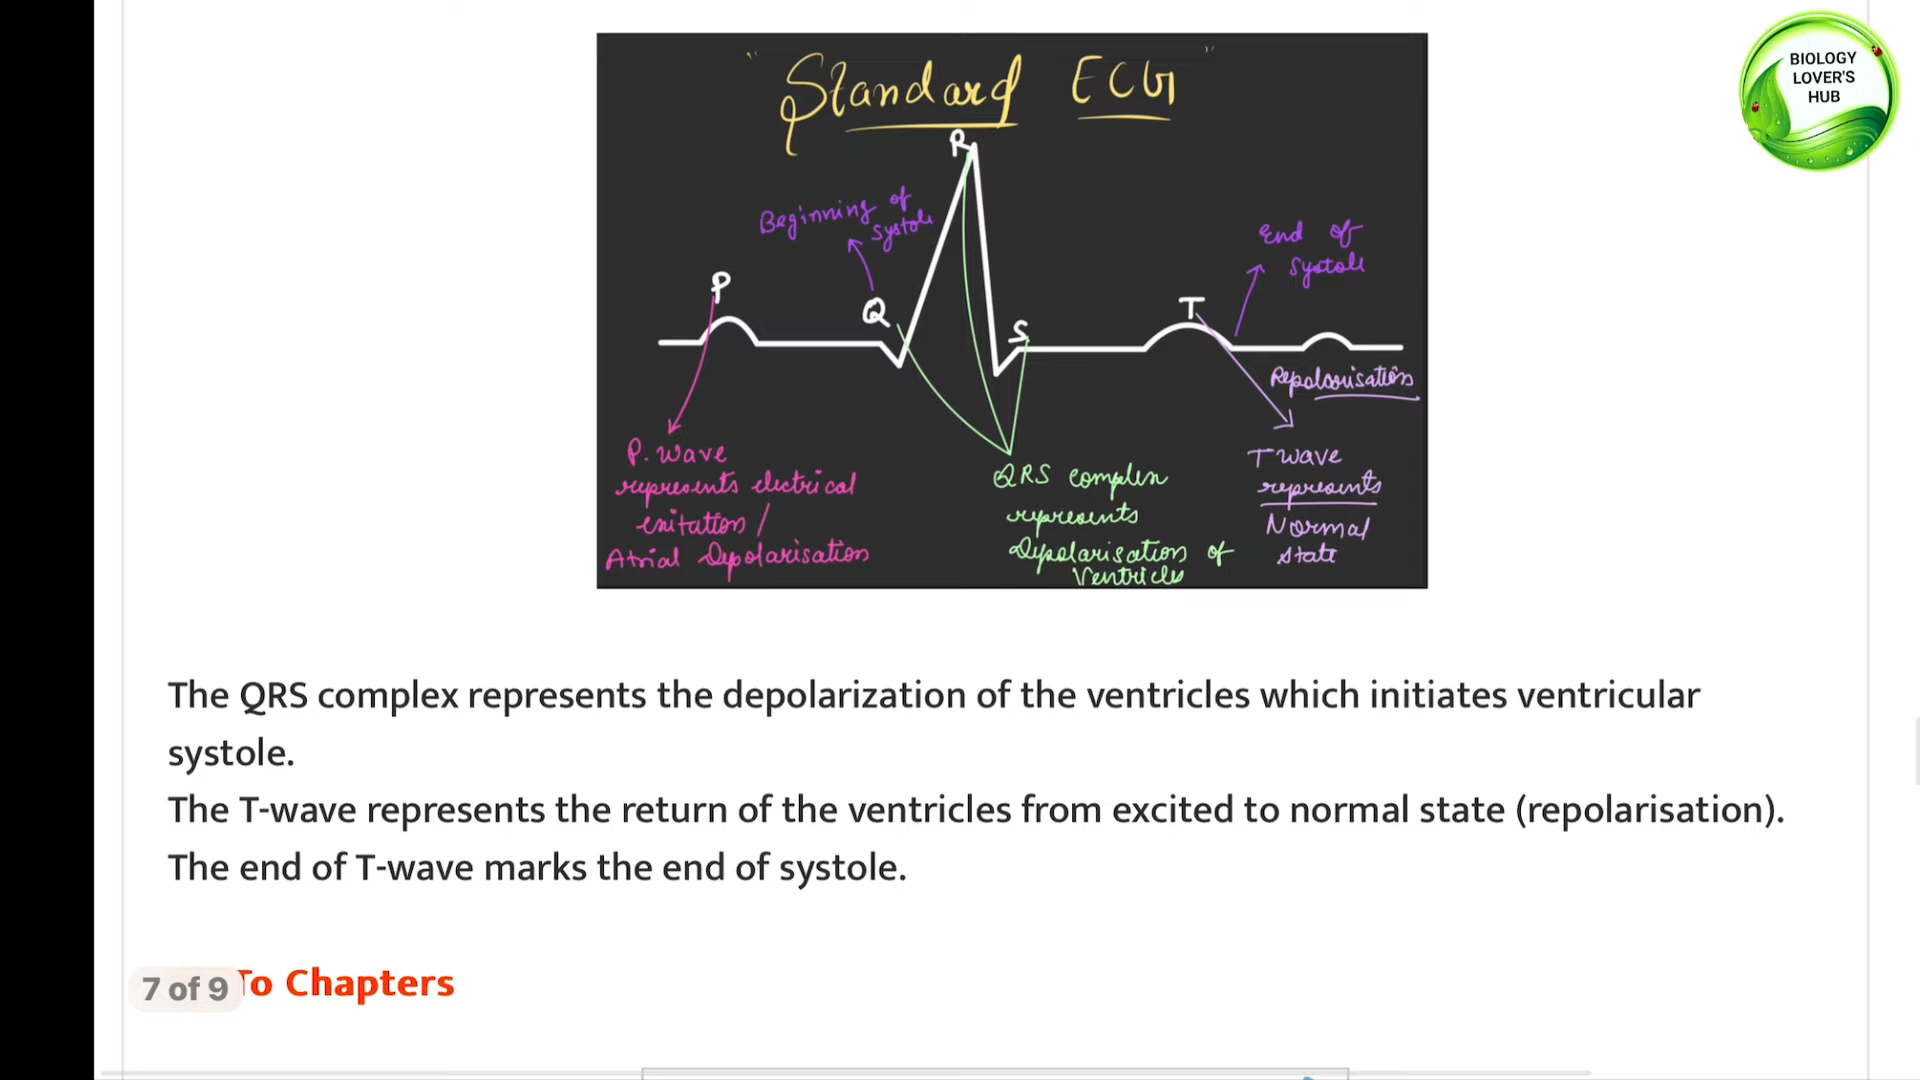 BIOLOGY
LOVER'S
HUB
"Standard ECG"
R
Beginning of
systole
End of
systole
P
Q
S
T
Repolarisation
P. wave
represents electrical
exitation /
Atrial Depolarisation
QRS complex
represents
Depolarisation of
Ventricles
T wave
represents
Normal
state
The QRS complex represents the depolarization of the ventricles which initiates ventricular
systole.
The T-wave represents the return of the ventricles from excited to normal state (repolarisation).
The end of T-wave marks the end of systole.
7 of 9
To Chapters